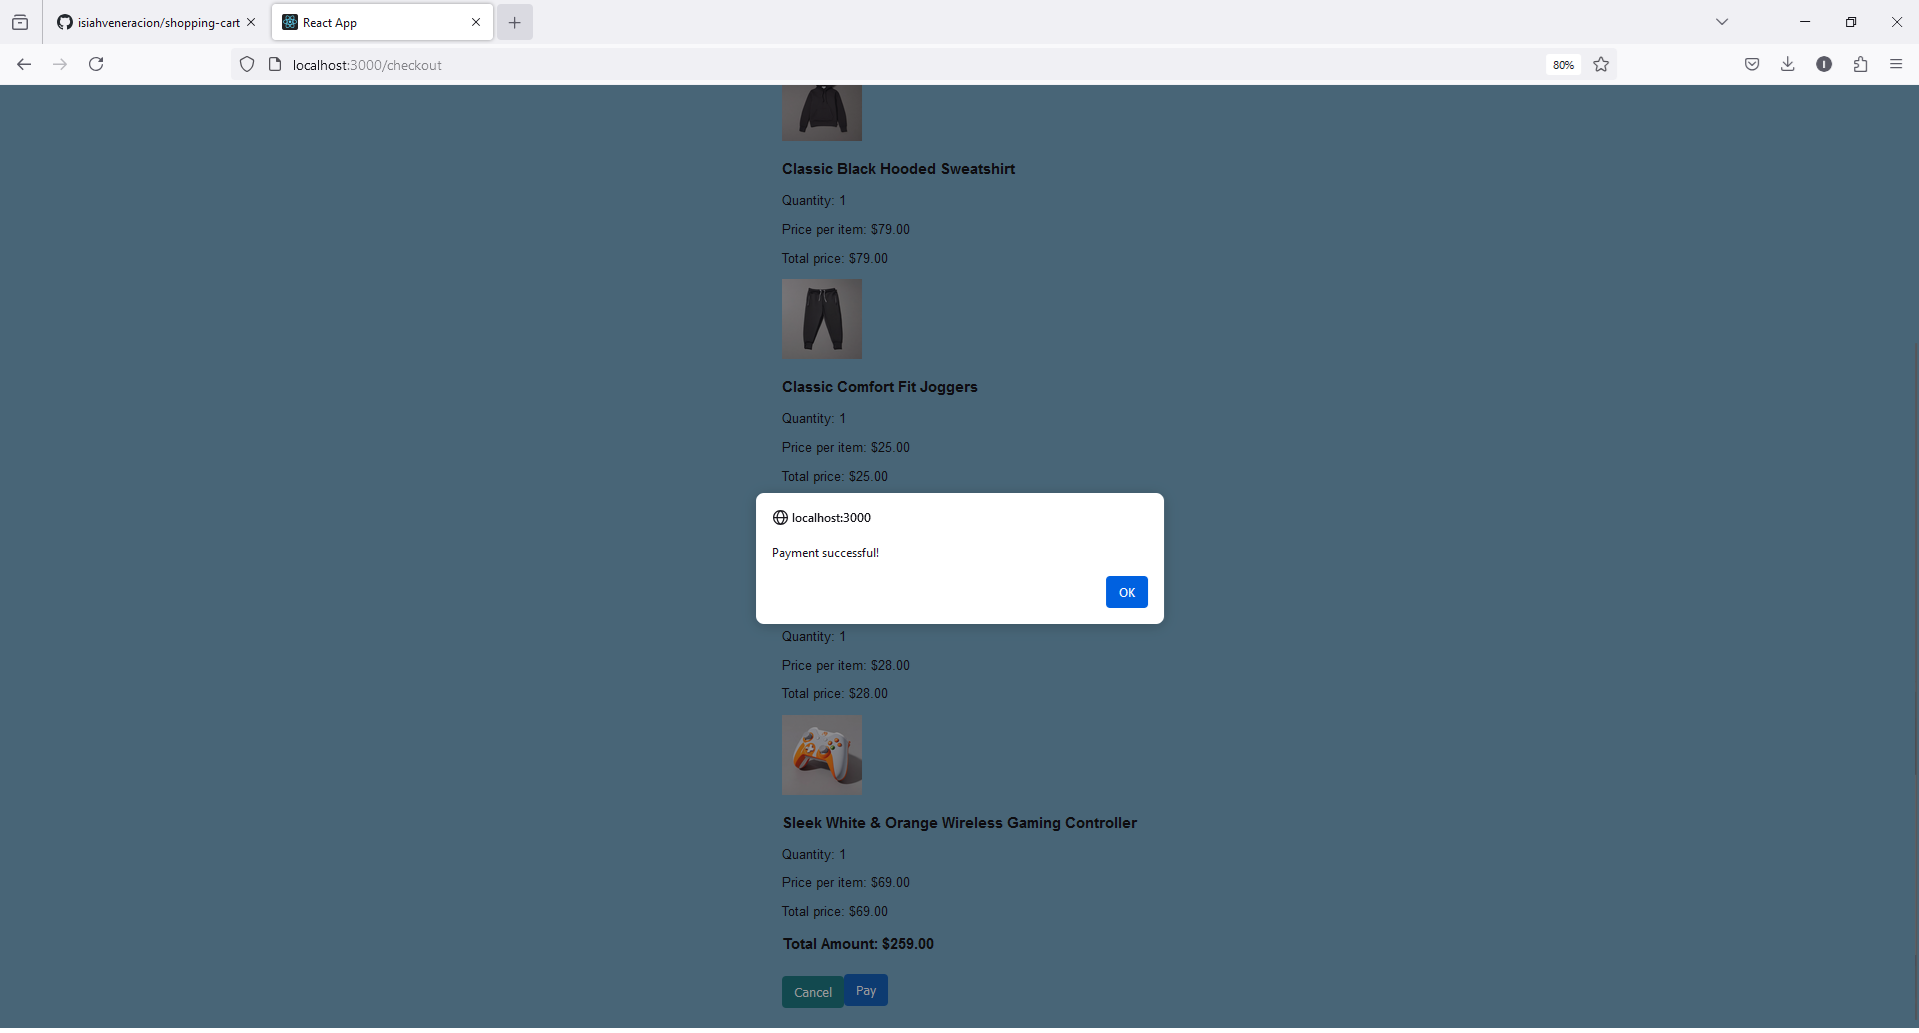 isiahveneracion/shopping-cart
React App
localhost:3000/checkout
80%
Classic Black Hooded Sweatshirt
Quantity: 1
Price per item: $79.00
Total price: $79.00
Classic Comfort Fit Joggers
Quantity: 1
Price per item: $25.00
Total price: $25.00
localhost:3000
Payment successful!
OK
Quantity: 1
Price per item: $28.00
Total price: $28.00
Sleek White & Orange Wireless Gaming Controller
Quantity: 1
Price per item: $69.00
Total price: $69.00
Total Amount: $259.00
Cancel
Pay